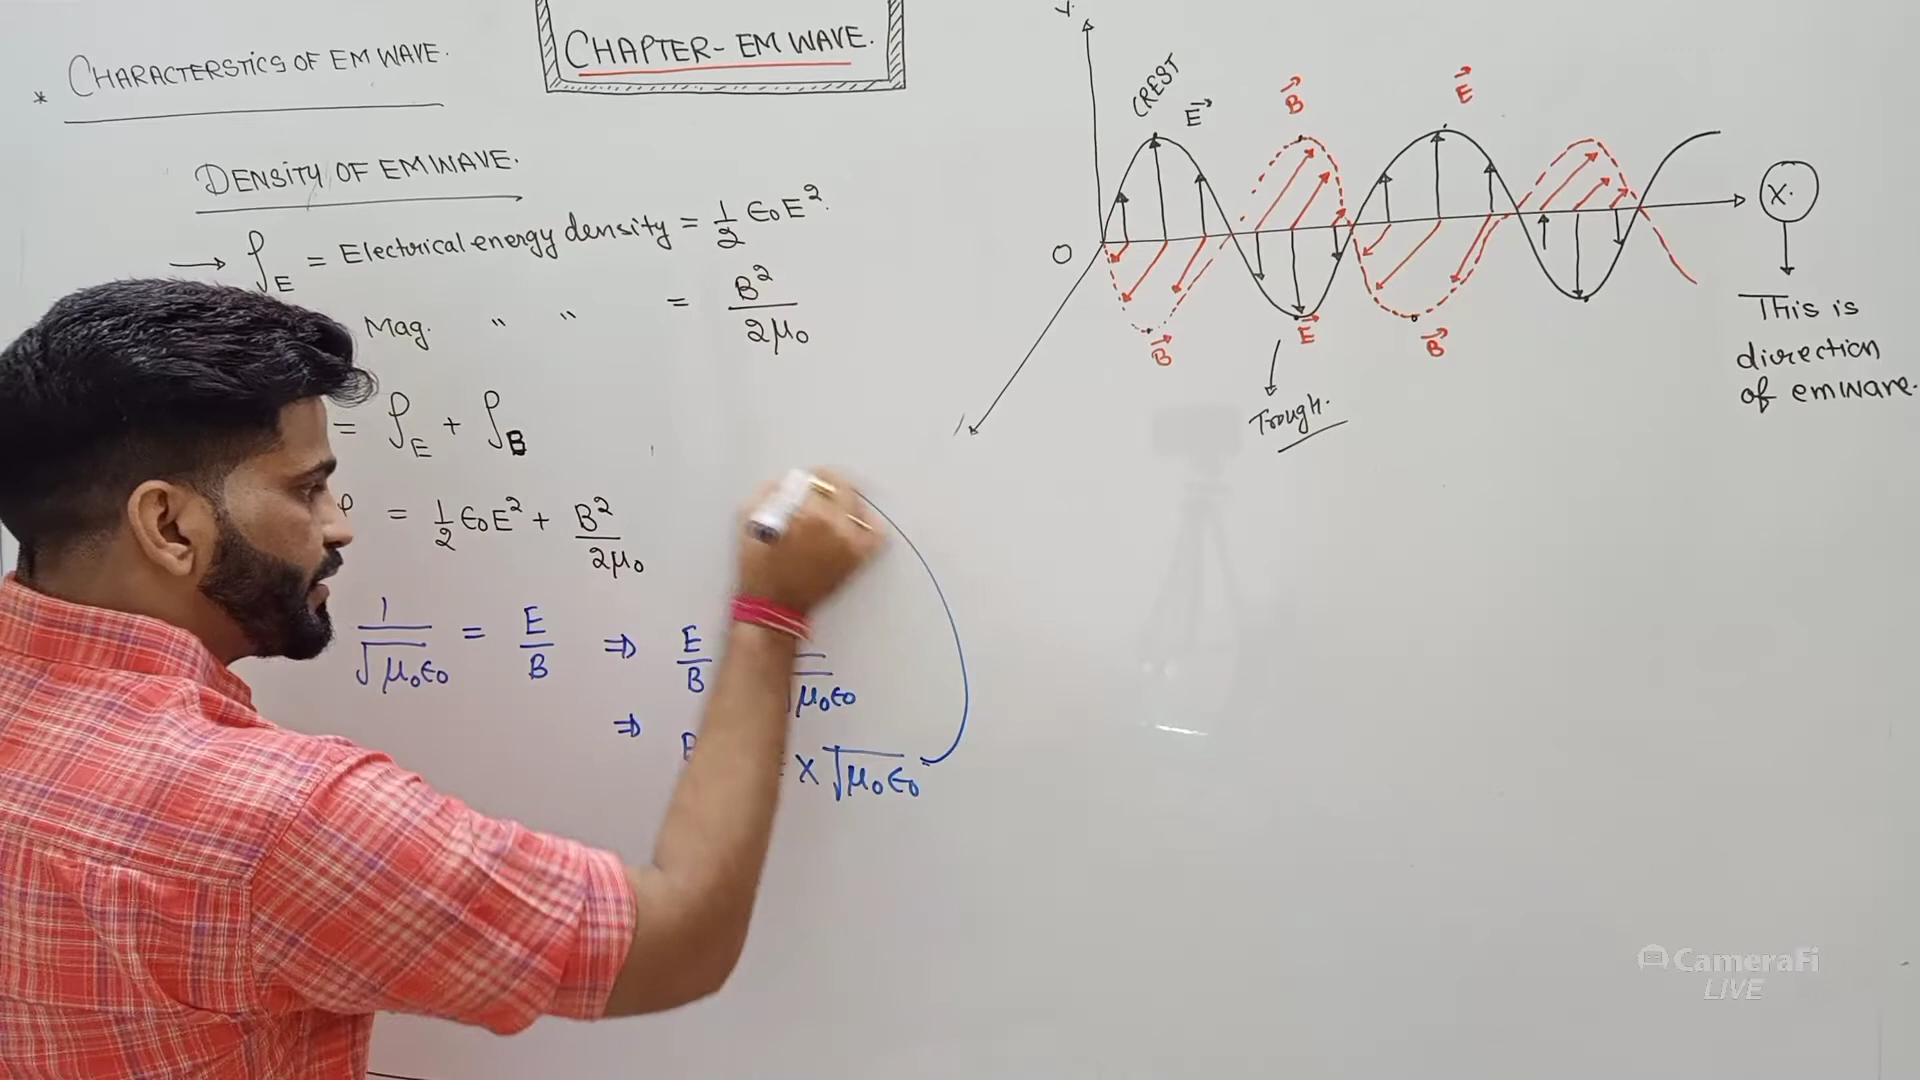 CHAPTER- EM WAVE.
* CHARACTERSTICS OF EM WAVE.
DENSITY OF EM WAVE.
→ ρE = Electrical energy density = 1/2 ϵ0E².
Mag. " " = B²/2μ0
= ρE + ρB
ρ = 1/2 ϵ0E² + B²/2μ0
1/√μ0ϵ0 = E/B ⇒ E/B 1/√μ0ϵ0
⇒ B × √μ0ϵ0
Y
CREST
E→
B→
E→
O
X.
B→
E→
B→
Trough.
This is
direction
of emwave.
CameraFi
LIVE